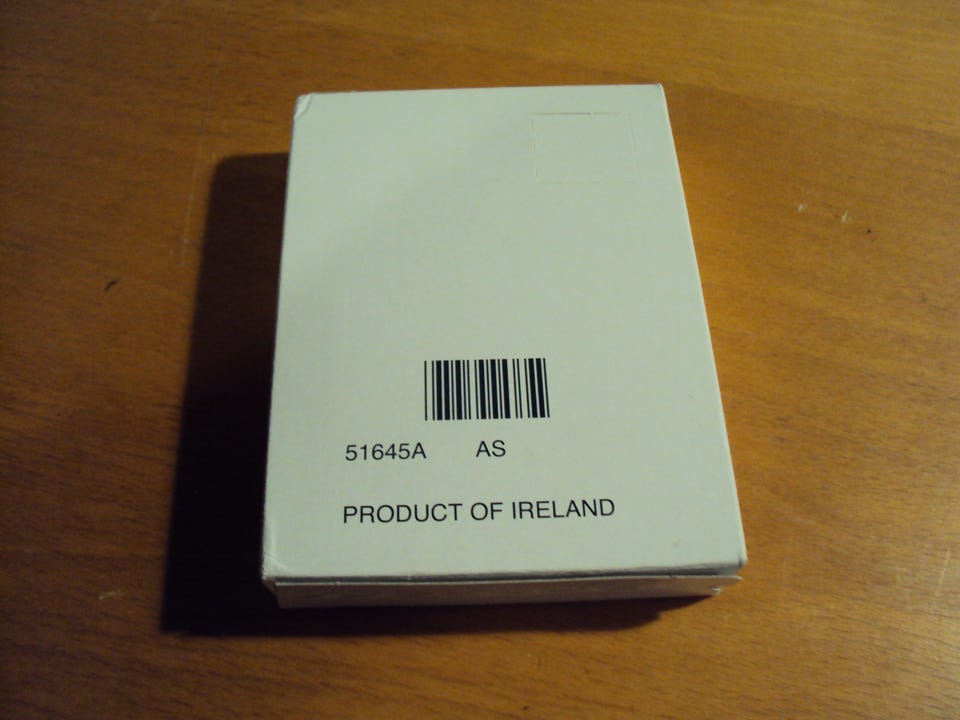 51645A AS
PRODUCT OF IRELAND